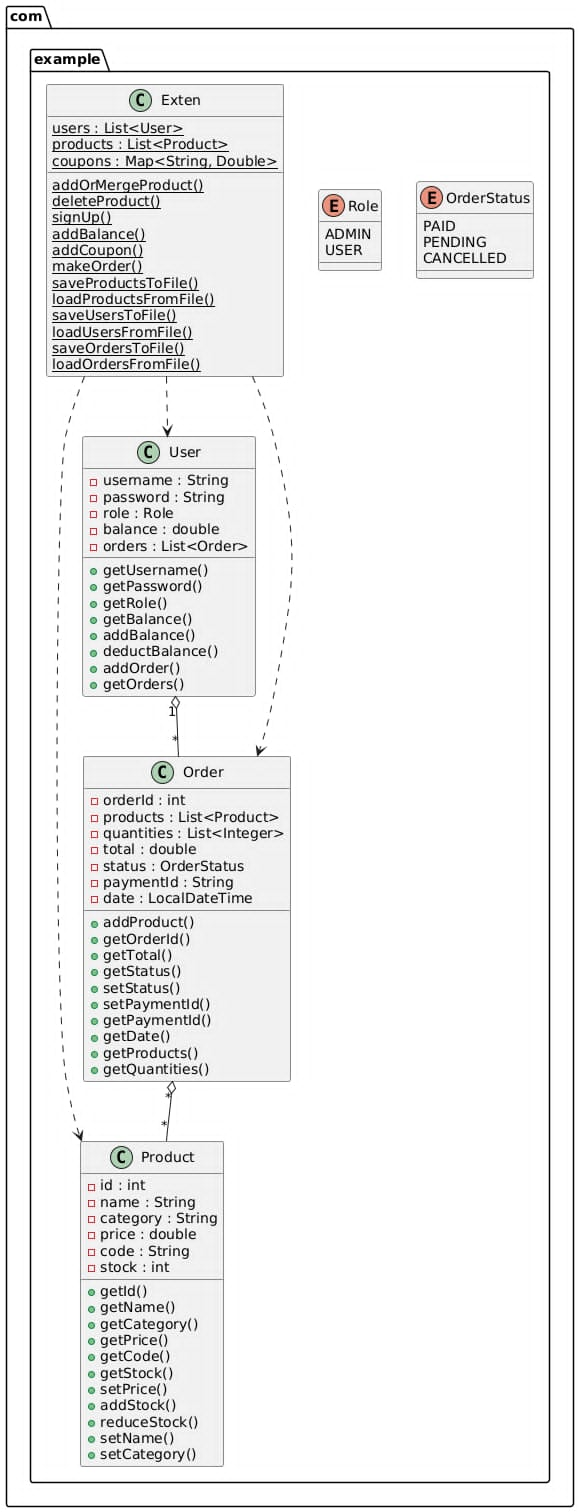 com
example
C Exten
users : List<User>
products : List<Product>
coupons : Map<String, Double>
addOrMergeProduct()
deleteProduct()
signUp()
addBalance()
addCoupon()
makeOrder()
saveProductsToFile()
loadProductsFromFile()
saveUsersToFile()
loadUsersFromFile()
saveOrdersToFile()
loadOrdersFromFile()
E Role
ADMIN
USER
E OrderStatus
PAID
PENDING
CANCELLED
C User
username : String
password : String
role : Role
balance : double
orders : List<Order>
getUsername()
getPassword()
getRole()
getBalance()
addBalance()
deductBalance()
addOrder()
getOrders()
1
*
C Order
orderId : int
products : List<Product>
quantities : List<Integer>
total : double
status : OrderStatus
paymentId : String
date : LocalDateTime
addProduct()
getOrderId()
getTotal()
getStatus()
setStatus()
setPaymentId()
getPaymentId()
getDate()
getProducts()
getQuantities()
*
*
C Product
id : int
name : String
category : String
price : double
code : String
stock : int
getId()
getName()
getCategory()
getPrice()
getCode()
getStock()
setPrice()
addStock()
reduceStock()
setName()
setCategory()